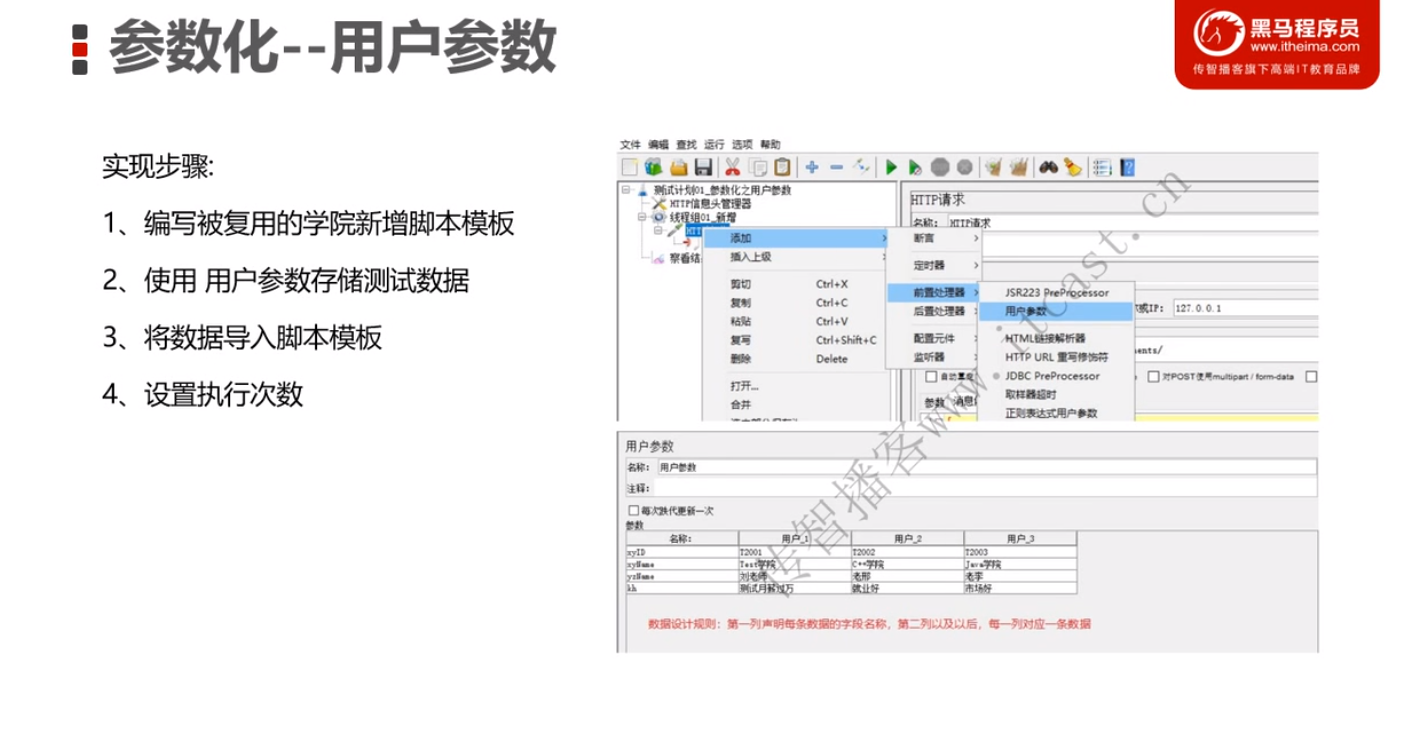 参数化--用户参数
黑马程序员
www.itheima.com
传智播客旗下高端IT教育品牌
实现步骤:
1、编写被复用的学院新增脚本模板
2、使用 用户参数存储测试数据
3、将数据导入脚本模板
4、设置执行次数
文件 编辑 查找 运行 选项 帮助
测试计划01_参数化之用户参数
HTTP信息头管理器
线程组01_新增
察看结
HTTP请求
名称: HTTP请求
添加
插入上级
剪切 Ctrl+X
复制 Ctrl+C
粘贴 Ctrl+V
复写 Ctrl+Shift+C
删除 Delete
打开...
合并
断言
定时器
前置处理器
后置处理器
配置元件
监听器
JSR223 PreProcessor
用户参数
HTML链接解析器
HTTP URL 重写修饰符
JDBC PreProcessor
取样器超时
正则表达式用户参数
或IP: 127.0.0.1
ments/
自动重定
对POST使用multipart / form-data
参数 消息
用户参数
名称: 用户参数
注释:
每次跌代更新一次
参数
名称: 用户_1 用户_2 用户_3
xyID T2001 T2002 T2003
xyName Test学院 C++学院 Java学院
yzName 刘老师 老邢 老李
kh 测试月薪过万 就业好 市场好
数据设计规则：第一列声明每条数据的字段名称，第二列以及以后，每一列对应一条数据
传智播客www.itcast.cn